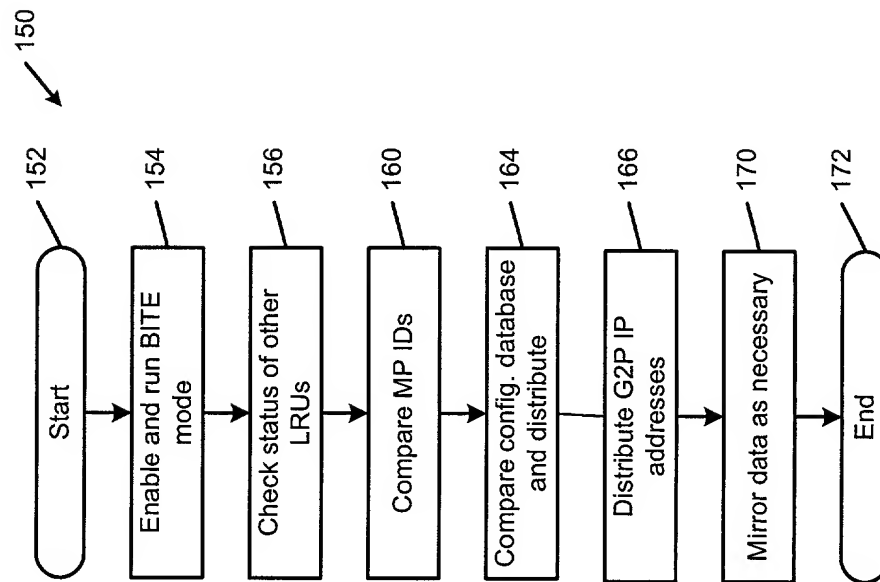 150
152
Start
154
Enable and run BITE
mode
156
Check status of other
LRUs
160
Compare MP IDs
164
Compare config. database
and distribute
166
Distribute G2P IP
addresses
170
Mirror data as necessary
172
End